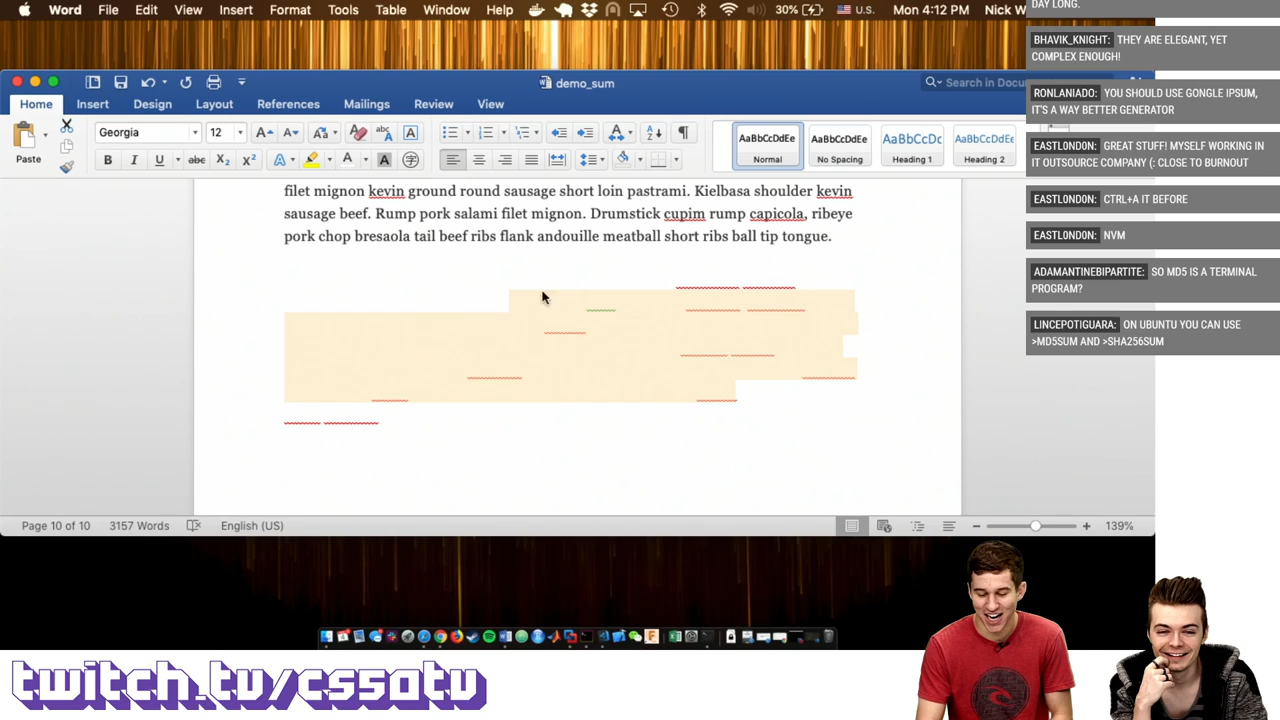 Word File Edit View Insert Format Tools Table Window Help
30% U.S. Mon 4:12 PM Nick W
demo_sum
Search in Docu
Home Insert Design Layout References Mailings Review View
Paste
Georgia 12
AaBbCcDdEe AaBbCcDdEe AaBbCcDc AaBbCcDdEe
Normal No Spacing Heading 1 Heading 2
filet mignon kevin ground round sausage short loin pastrami. Kielbasa shoulder kevin
sausage beef. Rump pork salami filet mignon. Drumstick cupim rump capicola, ribeye
pork chop bresaola tail beef ribs flank andouille meatball short ribs ball tip tongue.
Page 10 of 10 3157 Words English (US) 139%
DAY LONG.
BHAVIK_KNIGHT: THEY ARE ELEGANT, YET
COMPLEX ENOUGH!
RONLANIADO: YOU SHOULD USE GONGLE IPSUM,
IT'S A WAY BETTER GENERATOR
EASTL0ND0N: GREAT STUFF! MYSELF WORKING IN
IT OUTSOURCE COMPANY (: CLOSE TO BURNOUT
EASTL0ND0N: CTRL+A IT BEFORE
EASTL0ND0N: NVM
ADAMANTINEBIPARTITE: SO MD5 IS A TERMINAL
PROGRAM?
LINCEPOTIGUARA: ON UBUNTU YOU CAN USE
>MD5SUM AND >SHA256SUM
twitch.tv/cs50tv